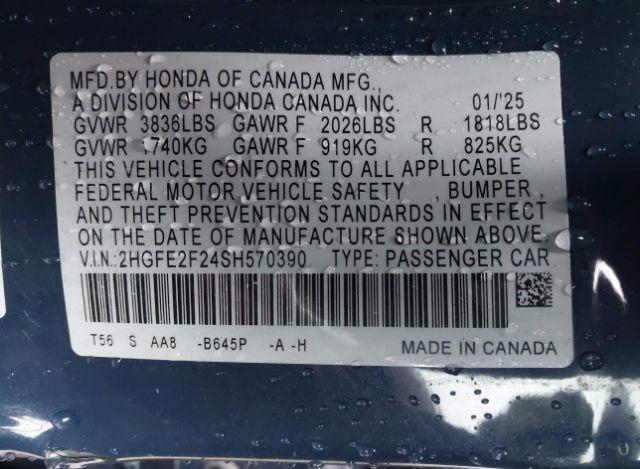 MFD.BY HONDA OF CANADA MFG.,
A DIVISION OF HONDA CANADA INC. 01/'25
GVWR 3836LBS GAWR F 2026LBS R 1818LBS
GVWR 1740KG GAWR F 919KG R 825KG
THIS VEHICLE CONFORMS TO ALL APPLICABLE
FEDERAL MOTOR VEHICLE SAFETY , BUMPER ,
AND THEFT PREVENTION STANDARDS IN EFFECT
ON THE DATE OF MANUFACTURE SHOWN ABOVE.
V.I.N:2HGFE2F24SH570390 TYPE: PASSENGER CAR
T56 S AA8 -B645P -A -H MADE IN CANADA